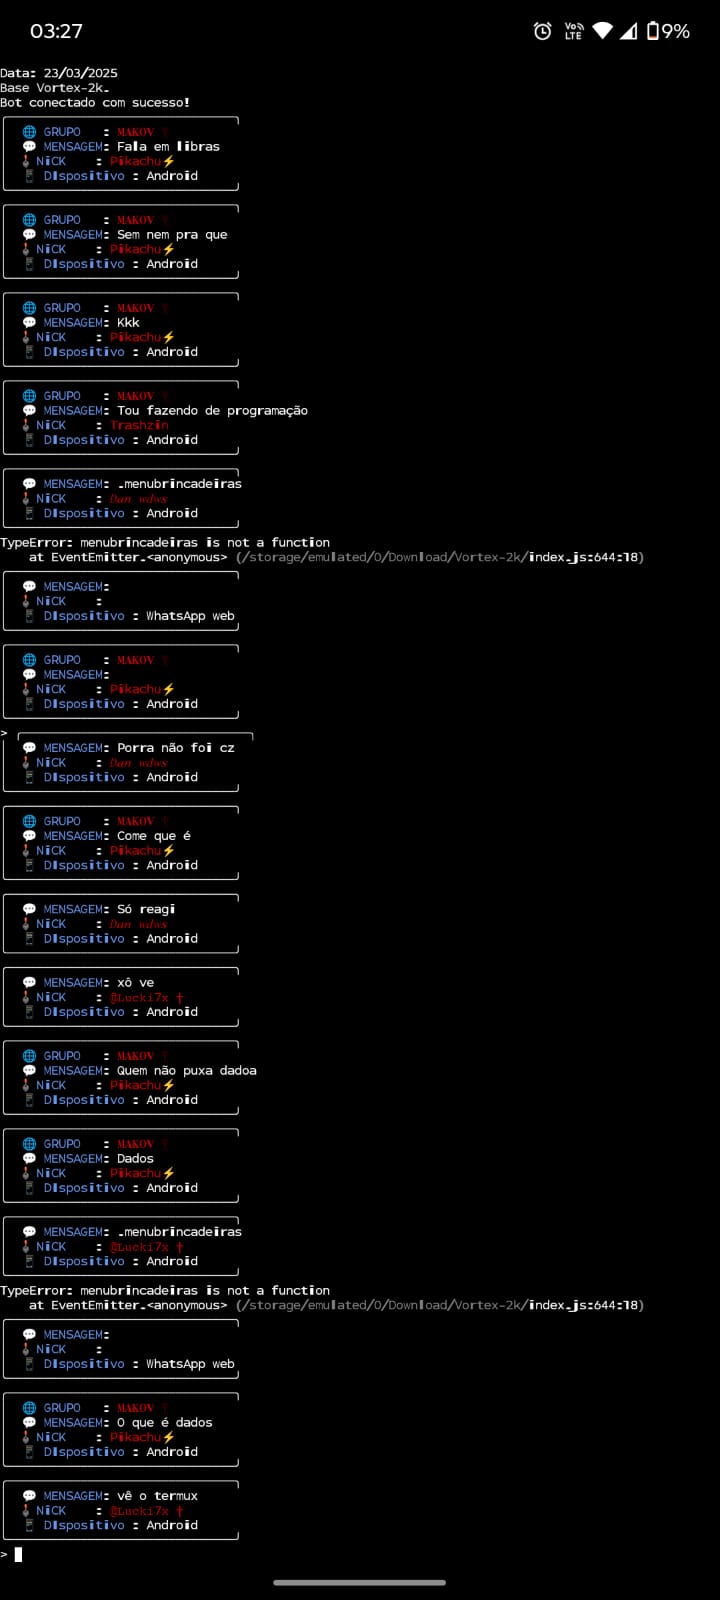 03:27
Vo)) LTE 9%
Data: 23/03/2025
Base Vortex-2k.
Bot conectado com sucesso!
🌐 GRUPO : MAKOV
💬 MENSAGEM: Fala em libras
🕹 NiCK : Pikachu⚡
📱 DIspositivo : Android
🌐 GRUPO : MAKOV
💬 MENSAGEM: Sem nem pra que
🕹 NiCK : Pikachu⚡
📱 DIspositivo : Android
🌐 GRUPO : MAKOV
💬 MENSAGEM: Kkk
🕹 NiCK : Pikachu⚡
📱 DIspositivo : Android
🌐 GRUPO : MAKOV
💬 MENSAGEM: Tou fazendo de programação
🕹 NiCK : Trashzin
📱 DIspositivo : Android
💬 MENSAGEM: .menubrincadeiras
🕹 NiCK : Dan wdws
📱 DIspositivo : Android
TypeError: menubrincadeiras is not a function
at EventEmitter.<anonymous> (/storage/emulated/0/Download/Vortex-2k/index.js:644:18)
💬 MENSAGEM:
🕹 NiCK :
📱 DIspositivo : WhatsApp web
🌐 GRUPO : MAKOV
💬 MENSAGEM:
🕹 NiCK : Pikachu⚡
📱 DIspositivo : Android
>
💬 MENSAGEM: Porra não foi cz
🕹 NiCK : Dan wdws
📱 DIspositivo : Android
🌐 GRUPO : MAKOV
💬 MENSAGEM: Come que é
🕹 NiCK : Pikachu⚡
📱 DIspositivo : Android
💬 MENSAGEM: Só reagi
🕹 NiCK : Dan wdws
📱 DIspositivo : Android
💬 MENSAGEM: xô ve
🕹 NiCK : @Lucki7x †
📱 DIspositivo : Android
🌐 GRUPO : MAKOV
💬 MENSAGEM: Quem não puxa dadoa
🕹 NiCK : Pikachu⚡
📱 DIspositivo : Android
🌐 GRUPO : MAKOV
💬 MENSAGEM: Dados
🕹 NiCK : Pikachu⚡
📱 DIspositivo : Android
💬 MENSAGEM: .menubrincadeiras
🕹 NiCK : @Lucki7x †
📱 DIspositivo : Android
TypeError: menubrincadeiras is not a function
at EventEmitter.<anonymous> (/storage/emulated/0/Download/Vortex-2k/index.js:644:18)
💬 MENSAGEM:
🕹 NiCK :
📱 DIspositivo : WhatsApp web
🌐 GRUPO : MAKOV
💬 MENSAGEM: O que é dados
🕹 NiCK : Pikachu⚡
📱 DIspositivo : Android
💬 MENSAGEM: vê o termux
🕹 NiCK : @Lucki7x †
📱 DIspositivo : Android
>